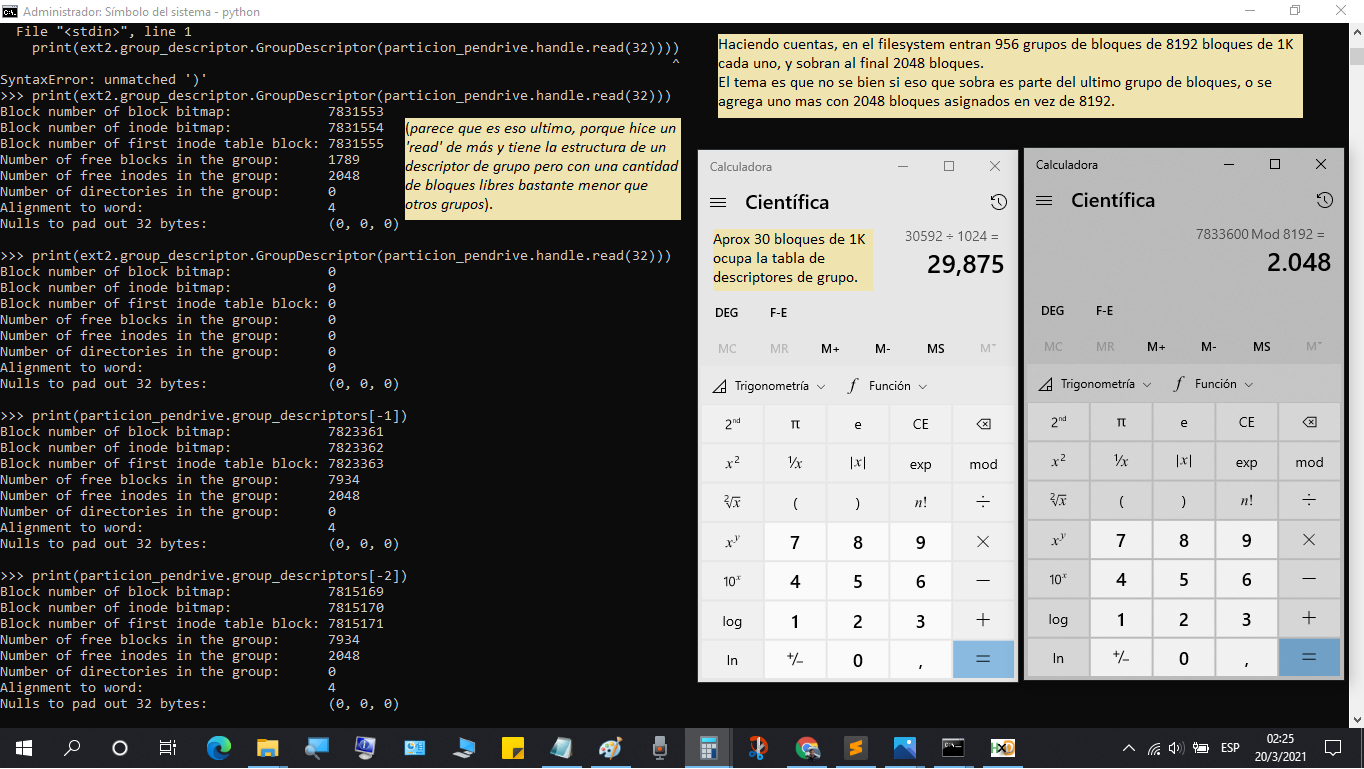 Administrador: Símbolo del sistema - python
File "<stdin>", line 1
print(ext2.group_descriptor.GroupDescriptor(particion_pendrive.handle.read(32))))
^
SyntaxError: unmatched ')'
>>> print(ext2.group_descriptor.GroupDescriptor(particion_pendrive.handle.read(32)))
Block number of block bitmap: 7831553
Block number of inode bitmap: 7831554
Block number of first inode table block: 7831555
Number of free blocks in the group: 1789
Number of free inodes in the group: 2048
Number of directories in the group: 0
Alignment to word: 4
Nulls to pad out 32 bytes: (0, 0, 0)
>>> print(ext2.group_descriptor.GroupDescriptor(particion_pendrive.handle.read(32)))
Block number of block bitmap: 0
Block number of inode bitmap: 0
Block number of first inode table block: 0
Number of free blocks in the group: 0
Number of free inodes in the group: 0
Number of directories in the group: 0
Alignment to word: 0
Nulls to pad out 32 bytes: (0, 0, 0)
>>> print(particion_pendrive.group_descriptors[-1])
Block number of block bitmap: 7823361
Block number of inode bitmap: 7823362
Block number of first inode table block: 7823363
Number of free blocks in the group: 7934
Number of free inodes in the group: 2048
Number of directories in the group: 0
Alignment to word: 4
Nulls to pad out 32 bytes: (0, 0, 0)
>>> print(particion_pendrive.group_descriptors[-2])
Block number of block bitmap: 7815169
Block number of inode bitmap: 7815170
Block number of first inode table block: 7815171
Number of free blocks in the group: 7934
Number of free inodes in the group: 2048
Number of directories in the group: 0
Alignment to word: 4
Nulls to pad out 32 bytes: (0, 0, 0)
(parece que es eso ultimo, porque hice un
'read' de más y tiene la estructura de un
descriptor de grupo pero con una cantidad
de bloques libres bastante menor que
otros grupos).
Haciendo cuentas, en el filesystem entran 956 grupos de bloques de 8192 bloques de 1K
cada uno, y sobran al final 2048 bloques.
El tema es que no se bien si eso que sobra es parte del ultimo grupo de bloques, o se
agrega uno mas con 2048 bloques asignados en vez de 8192.
Calculadora
Científica
30592 ÷ 1024 =
29,875
Aprox 30 bloques de 1K
ocupa la tabla de
descriptores de grupo.
DEG F-E
MC MR M+ M- MS M˅
Trigonometría Función
2ⁿᵈ π e CE
x² ¹/x |x| exp mod
²√x ( ) n! ÷
xʸ 7 8 9 ×
10ˣ 4 5 6 −
log 1 2 3 +
ln +/− 0 , =
Calculadora
Científica
7833600 Mod 8192 =
2.048
DEG F-E
MC MR M+ M- MS M˅
Trigonometría Función
2ⁿᵈ π e CE
x² ¹/x |x| exp mod
²√x ( ) n! ÷
xʸ 7 8 9 ×
10ˣ 4 5 6 −
log 1 2 3 +
ln +/− 0 , =
ESP
02:25
20/3/2021